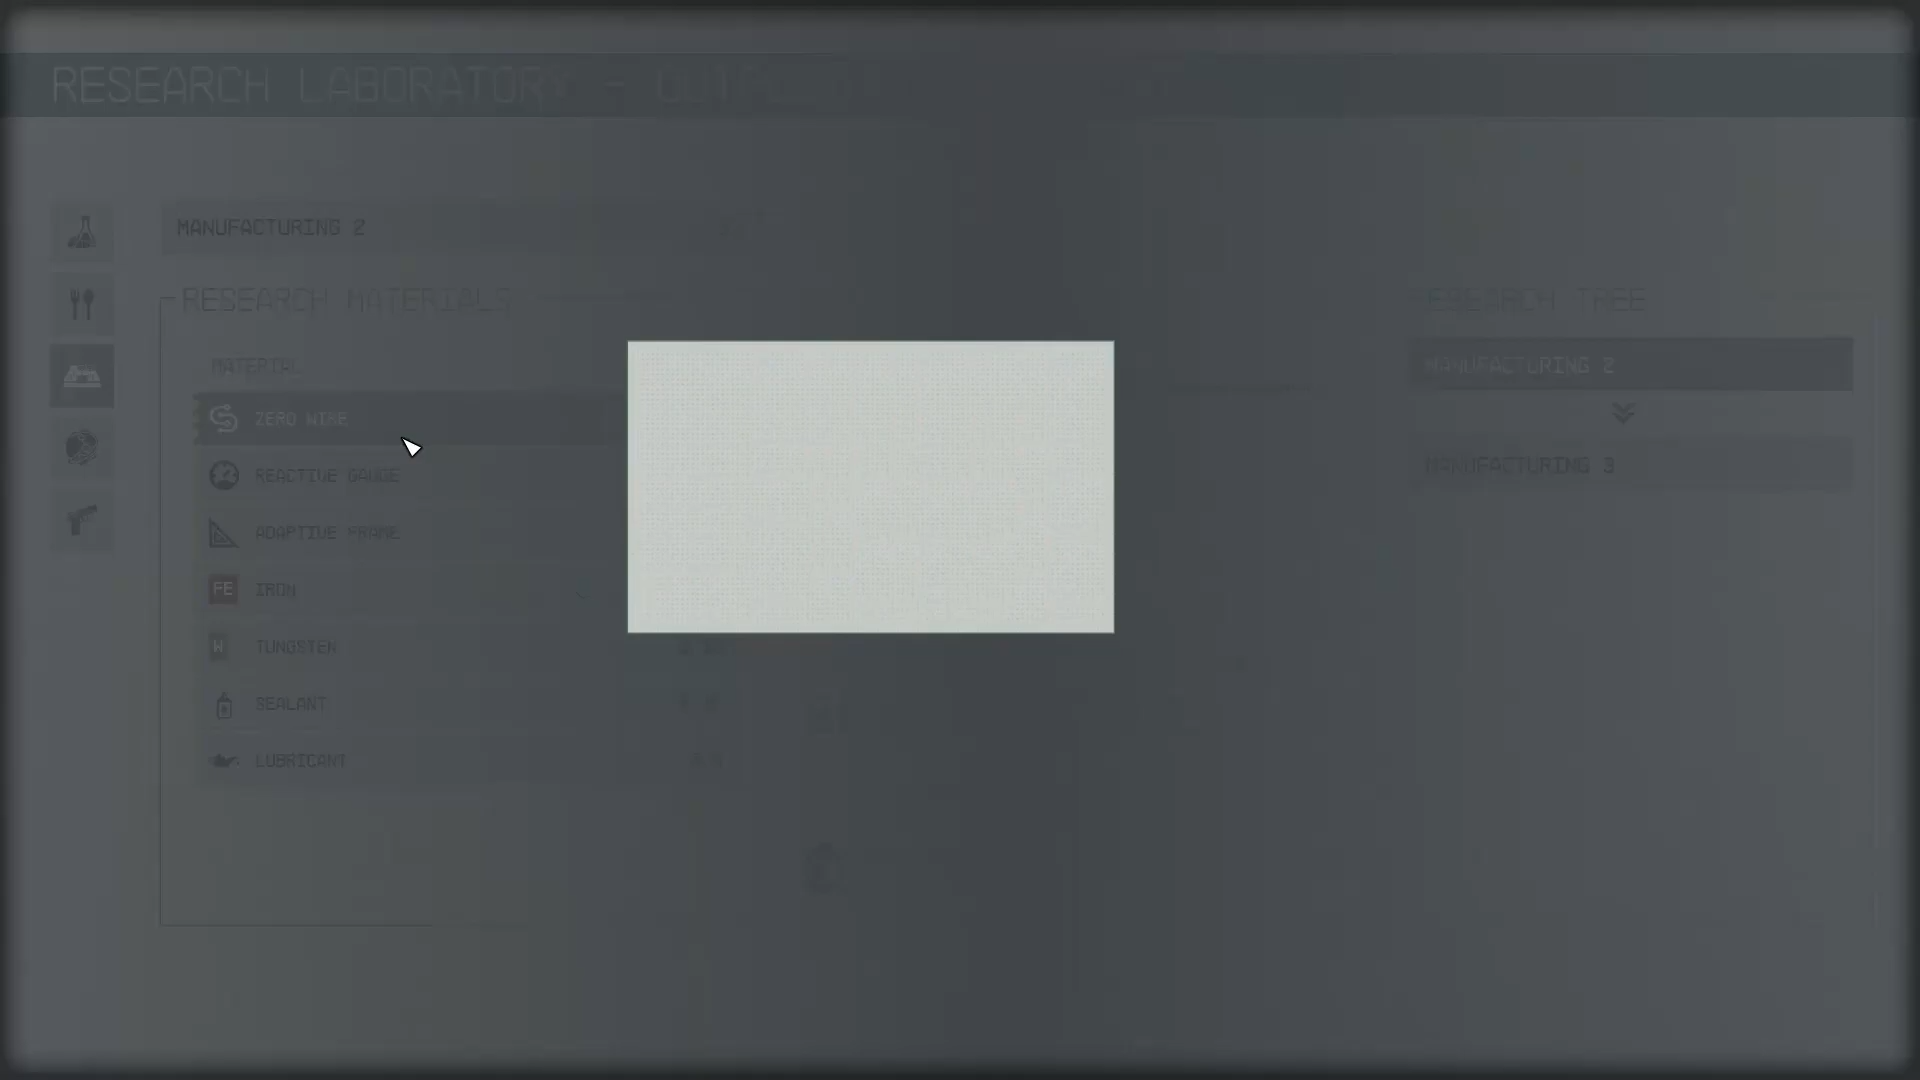 RESEARCH LABORATORY -
MANUFACTURING 2
RESEARCH MATERIALS
MATERIAL
ZERO WIRE
REACTIVE GAUGE
ADAPTIVE FRAME
FE IRON
W TUNGSTEN
SEALANT
LUBRICANT
RESEARCH TREE
MANUFACTURING 2
MANUFACTURING 3